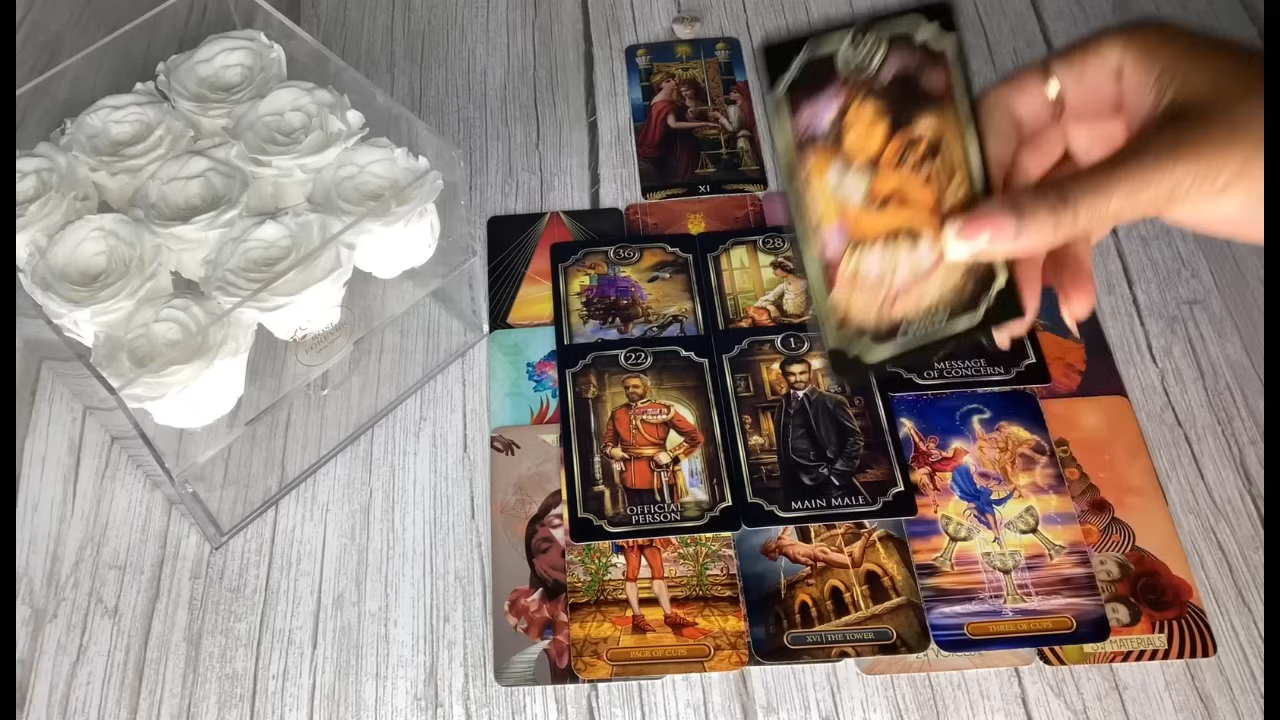 XI
36
28
22
1
MESSAGE
OF CONCERN
OFFICIAL
PERSON
MAIN MALE
PAGE OF CUPS
XVI | THE TOWER
THREE OF CUPS
MATERIALS